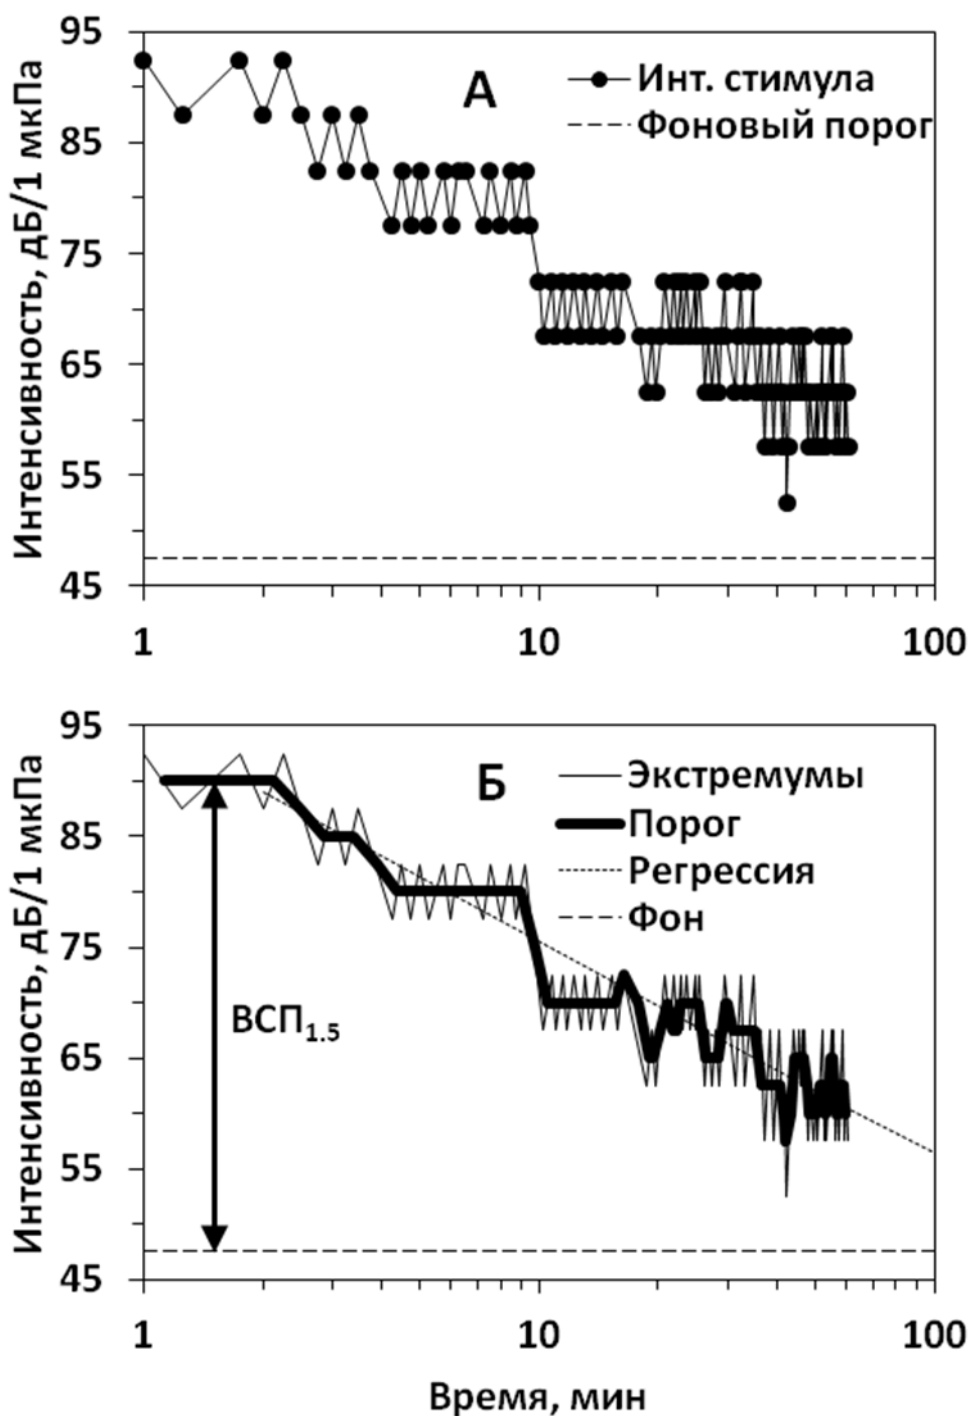 95
85
75
65
55
45
Интенсивность, дБ/1 мкПа
А
Инт. стимула
Фоновый порог
1
10
100
95
85
75
65
55
45
Интенсивность, дБ/1 мкПа
Б
Экстремумы
Порог
Регрессия
Фон
ВСП1.5
1
10
100
Время, мин